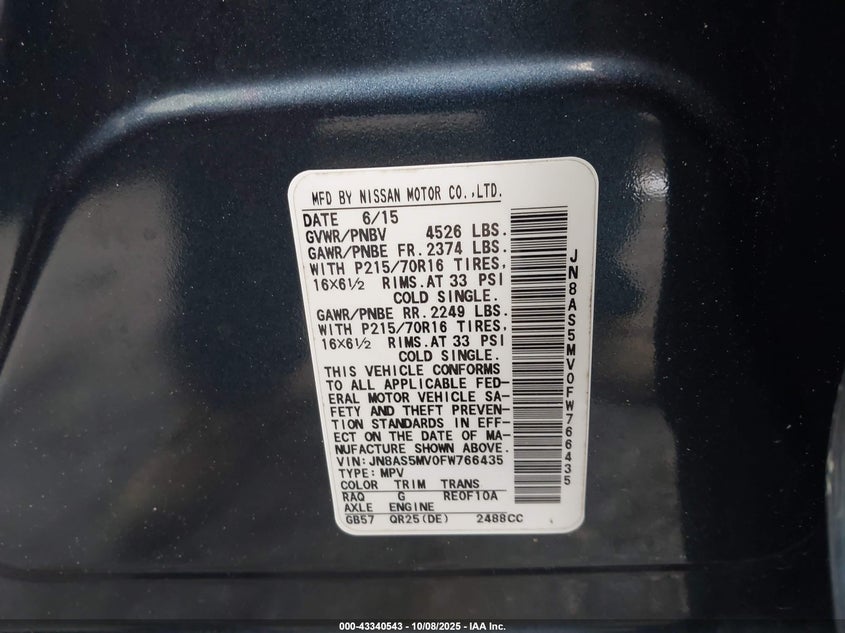 MFD BY NISSAN MOTOR CO.,LTD.
DATE 6/15
GVWR/PNBV 4526 LBS.
GAWR/PNBE FR. 2374 LBS.
WITH P215/70R16 TIRES,
16X6½ RIMS.AT 33 PSI
COLD SINGLE.
GAWR/PNBE RR. 2249 LBS.
WITH P215/70R16 TIRES,
16X6½ RIMS.AT 33 PSI
COLD SINGLE.
THIS VEHICLE CONFORMS
TO ALL APPLICABLE FED-
ERAL MOTOR VEHICLE SA-
FETY AND THEFT PREVEN-
TION STANDARDS IN EFF-
ECT ON THE DATE OF MA-
NUFACTURE SHOWN ABOVE.
VIN: JN8AS5MV0FW766435
TYPE: MPV
COLOR TRIM TRANS
RAQ G RE0F10A
AXLE ENGINE
GB57 QR25(DE) 2488CC
JN8AS5MV0FW766435
000-43340543 | 10/08/2025 - IAA Inc.